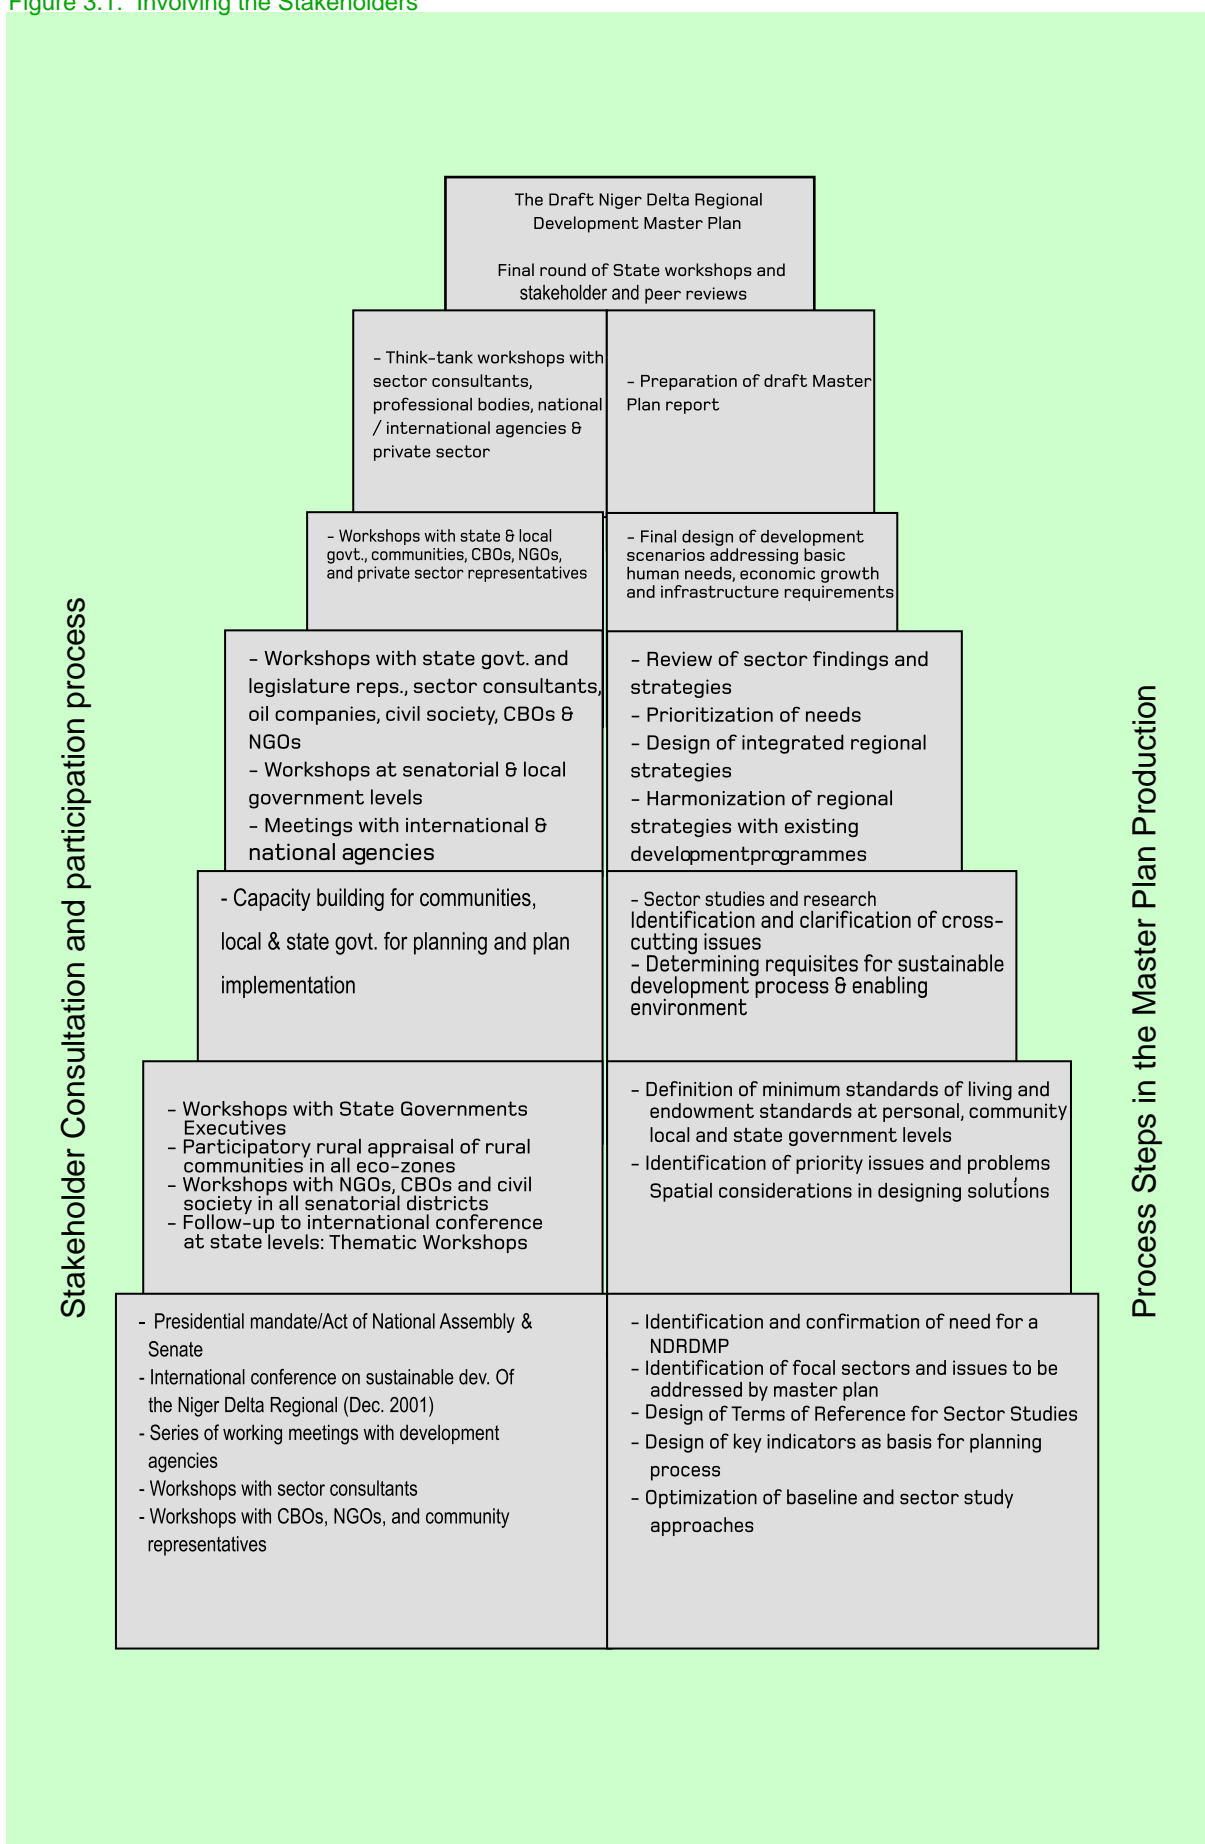 Figure 3.1: Involving the Stakeholders
The Draft Niger Delta Regional
Development Master Plan
Final round of State workshops and
stakeholder and peer reviews
- Think-tank workshops with
sector consultants,
professional bodies, national
/ international agencies &
private sector
- Preparation of draft Master
Plan report
- Workshops with state & local
govt., communities, CBOs, NGOs,
and private sector representatives
- Final design of development
scenarios addressing basic
human needs, economic growth
and infrastructure requirements
- Workshops with state govt. and
legislature reps., sector consultants,
oil companies, civil society, CBOs &
NGOs
- Workshops at senatorial & local
government levels
- Meetings with international &
national agencies
- Review of sector findings and
strategies
- Prioritization of needs
- Design of integrated regional
strategies
- Harmonization of regional
strategies with existing
developmentprogrammes
- Capacity building for communities,
local & state govt. for planning and plan
implementation
- Sector studies and research
Identification and clarification of cross-
cutting issues
- Determining requisites for sustainable
development process & enabling
environment
- Workshops with State Governments
Executives
- Participatory rural appraisal of rural
communities in all eco-zones
- Workshops with NGOs, CBOs and civil
society in all senatorial districts
- Follow-up to international conference
at state levels: Thematic Workshops
- Definition of minimum standards of living and
endowment standards at personal, community
local and state government levels
- Identification of priority issues and problems
Spatial considerations in designing solutions
- Presidential mandate/Act of National Assembly &
Senate
- International conference on sustainable dev. Of
the Niger Delta Regional (Dec. 2001)
- Series of working meetings with development
agencies
- Workshops with sector consultants
- Workshops with CBOs, NGOs, and community
representatives
- Identification and confirmation of need for a
NDRDMP
- Identification of focal sectors and issues to be
addressed by master plan
- Design of Terms of Reference for Sector Studies
- Design of key indicators as basis for planning
process
- Optimization of baseline and sector study
approaches
Stakeholder Consultation and participation process
Process Steps in the Master Plan Production